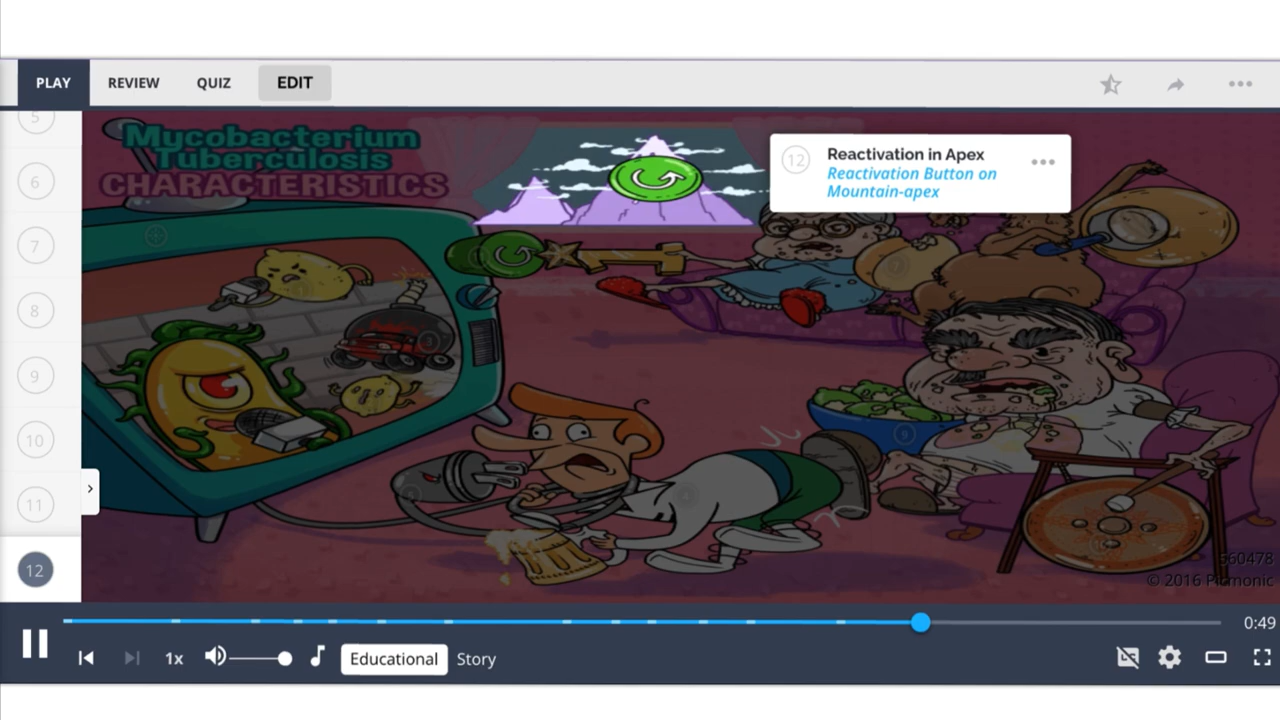 PLAY REVIEW QUIZ EDIT
Mycobacterium
Tuberculosis
CHARACTERISTICS
12
Reactivation in Apex
Reactivation Button on
Mountain-apex
5
6
7
8
9
10
11
12
9
560478
© 2016 Picmonic
0:49
1x
Educational Story